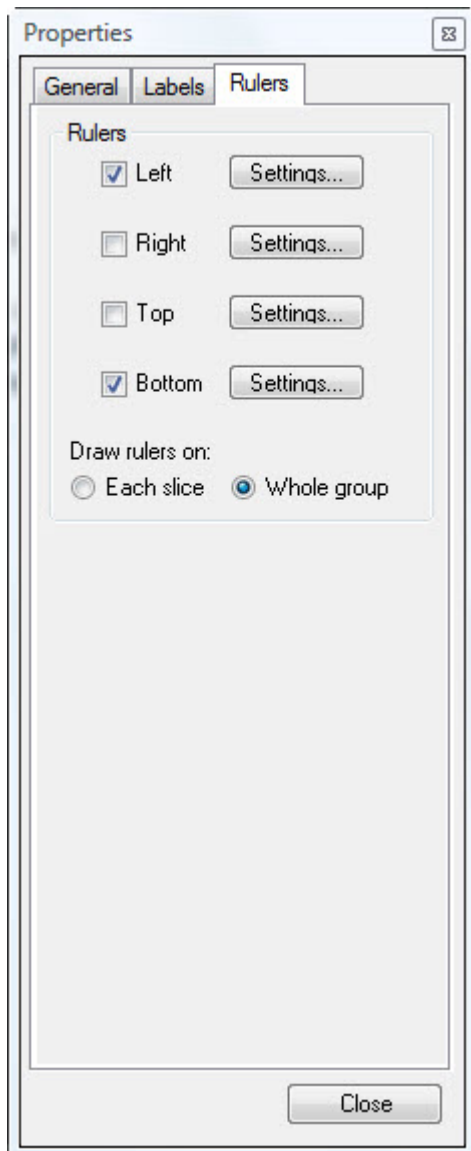 Properties
General Labels Rulers
Rulers
Left Settings...
Right Settings...
Top Settings...
Bottom Settings...
Draw rulers on:
Each slice Whole group
Close